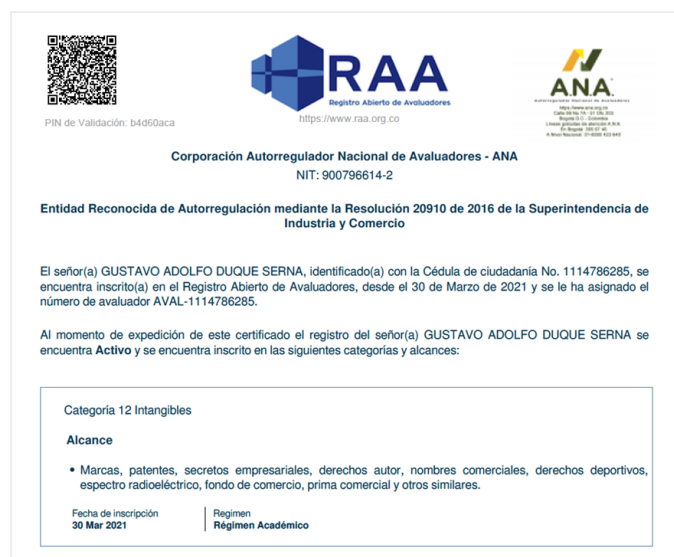 RAA
Registro Abierto de Avaluadores
https://www.raa.org.co
A.N.A.
Autorregulador Nacional de Avaluadores
PIN de Validación: b4d60aca
Corporación Autorregulador Nacional de Avaluadores - ANA
NIT: 900796614-2
Entidad Reconocida de Autorregulación mediante la Resolución 20910 de 2016 de la Superintendencia de
Industria y Comercio
El señor(a) GUSTAVO ADOLFO DUQUE SERNA, identificado(a) con la Cédula de ciudadanía No. 1114786285, se
encuentra inscrito(a) en el Registro Abierto de Avaluadores, desde el 30 de Marzo de 2021 y se le ha asignado el
número de avaluador AVAL-1114786285.
Al momento de expedición de este certificado el registro del señor(a) GUSTAVO ADOLFO DUQUE SERNA se
encuentra Activo y se encuentra inscrito en las siguientes categorías y alcances:
Categoría 12 Intangibles
Alcance
• Marcas, patentes, secretos empresariales, derechos autor, nombres comerciales, derechos deportivos,
espectro radioeléctrico, fondo de comercio, prima comercial y otros similares.
Fecha de inscripción
30 Mar 2021
Regimen
Régimen Académico